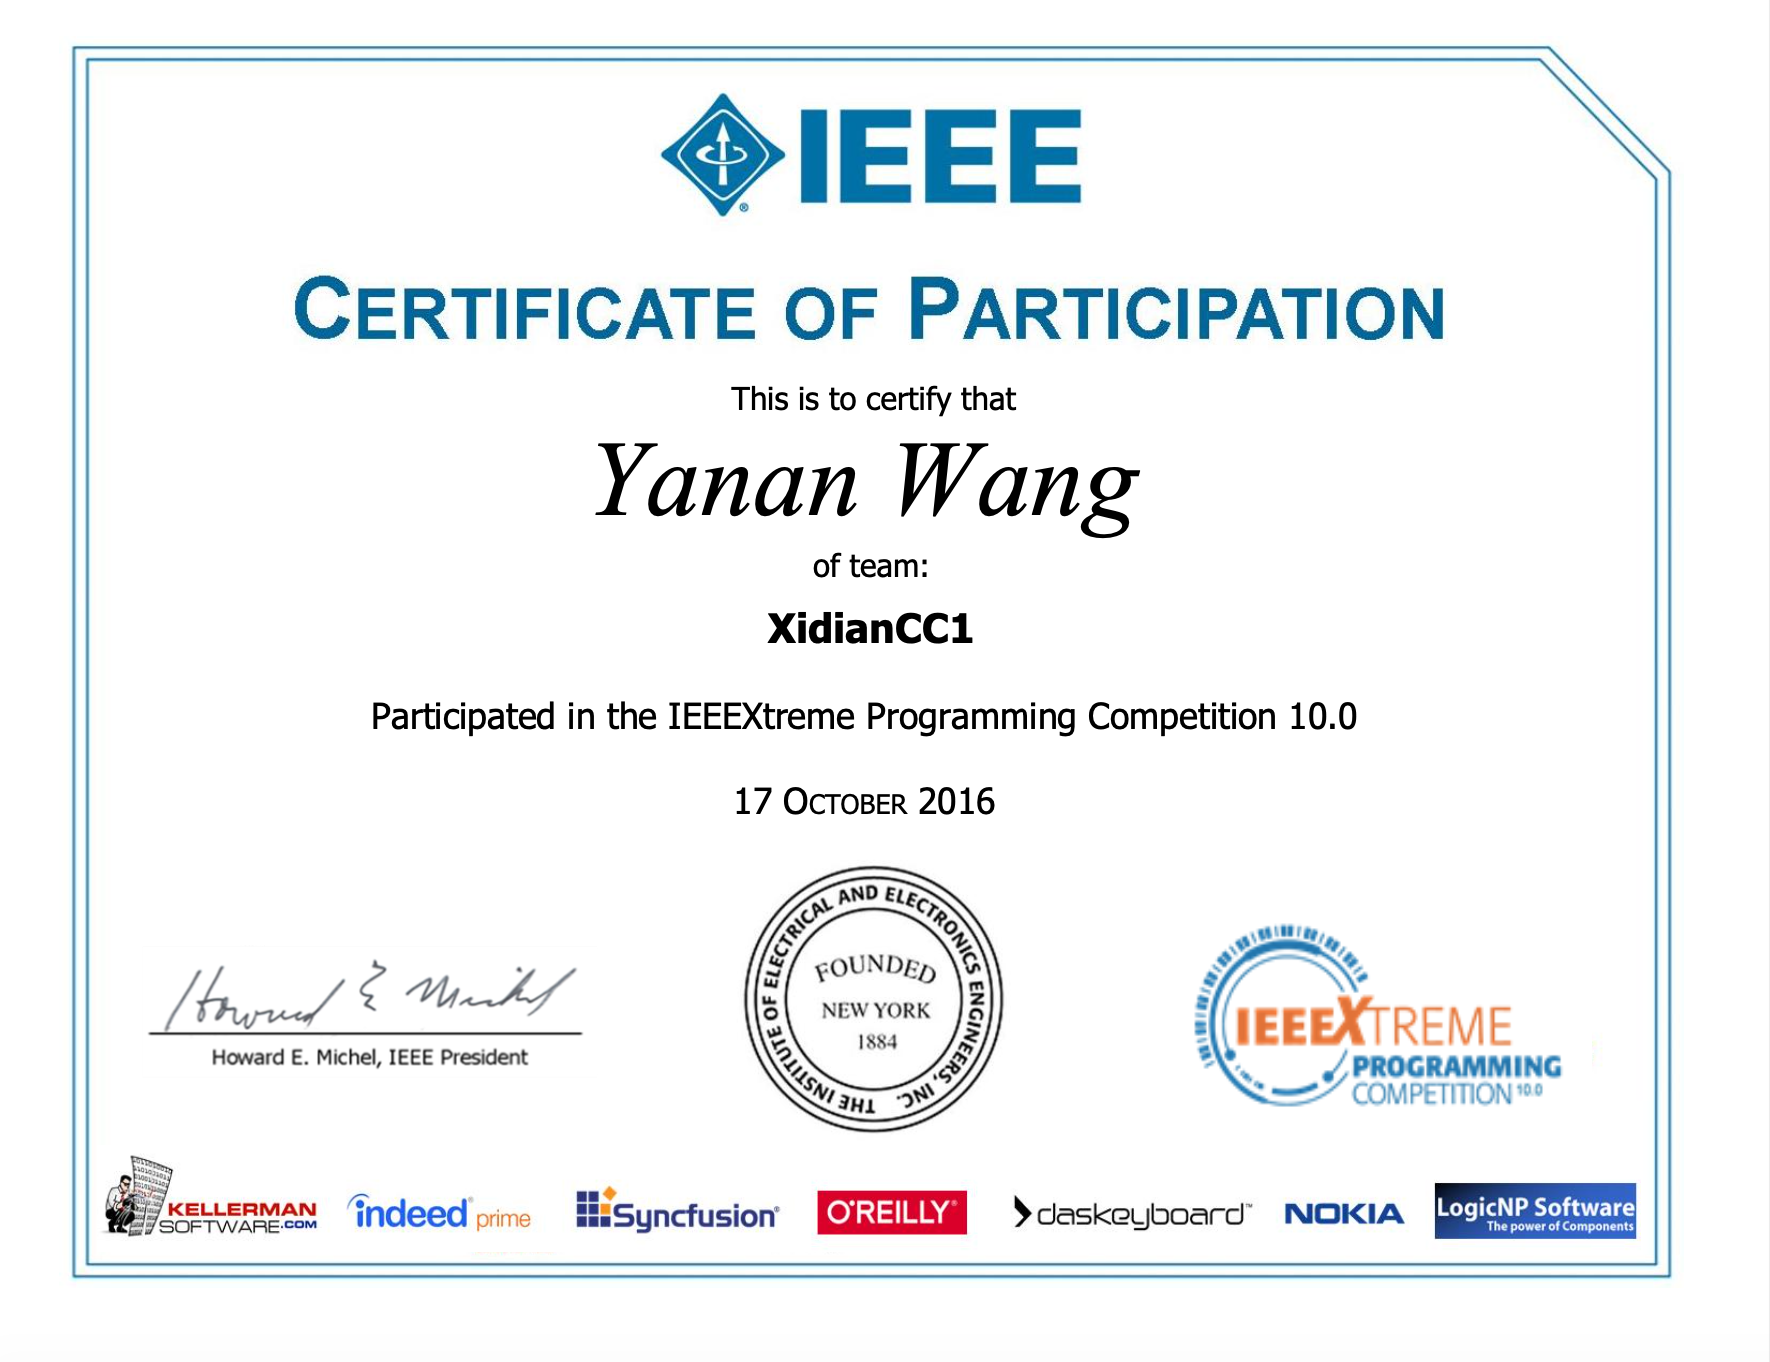 IEEE
®
CERTIFICATE OF PARTICIPATION
This is to certify that
Yanan Wang
of team:
XidianCC1
Participated in the IEEEXtreme Programming Competition 10.0
17 OCTOBER 2016
Howard E. Michel
Howard E. Michel, IEEE President
THE INSTITUTE OF ELECTRICAL AND ELECTRONICS ENGINEERS, INC.
FOUNDED
NEW YORK
1884
IEEEXTREME
PROGRAMMING
COMPETITION 10.0
KELLERMAN
SOFTWARE.COM
indeed® prime
Syncfusion®
O'REILLY®
daskeyboard™
NOKIA
LogicNP Software
The power of Components